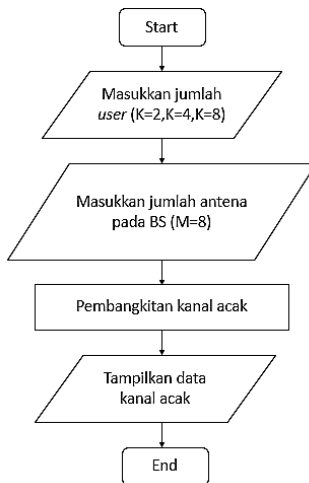 Start
Masukkan jumlah
user (K=2,K=4,K=8)
Masukkan jumlah antena
pada BS (M=8)
Pembangkitan kanal acak
Tampilkan data
kanal acak
End